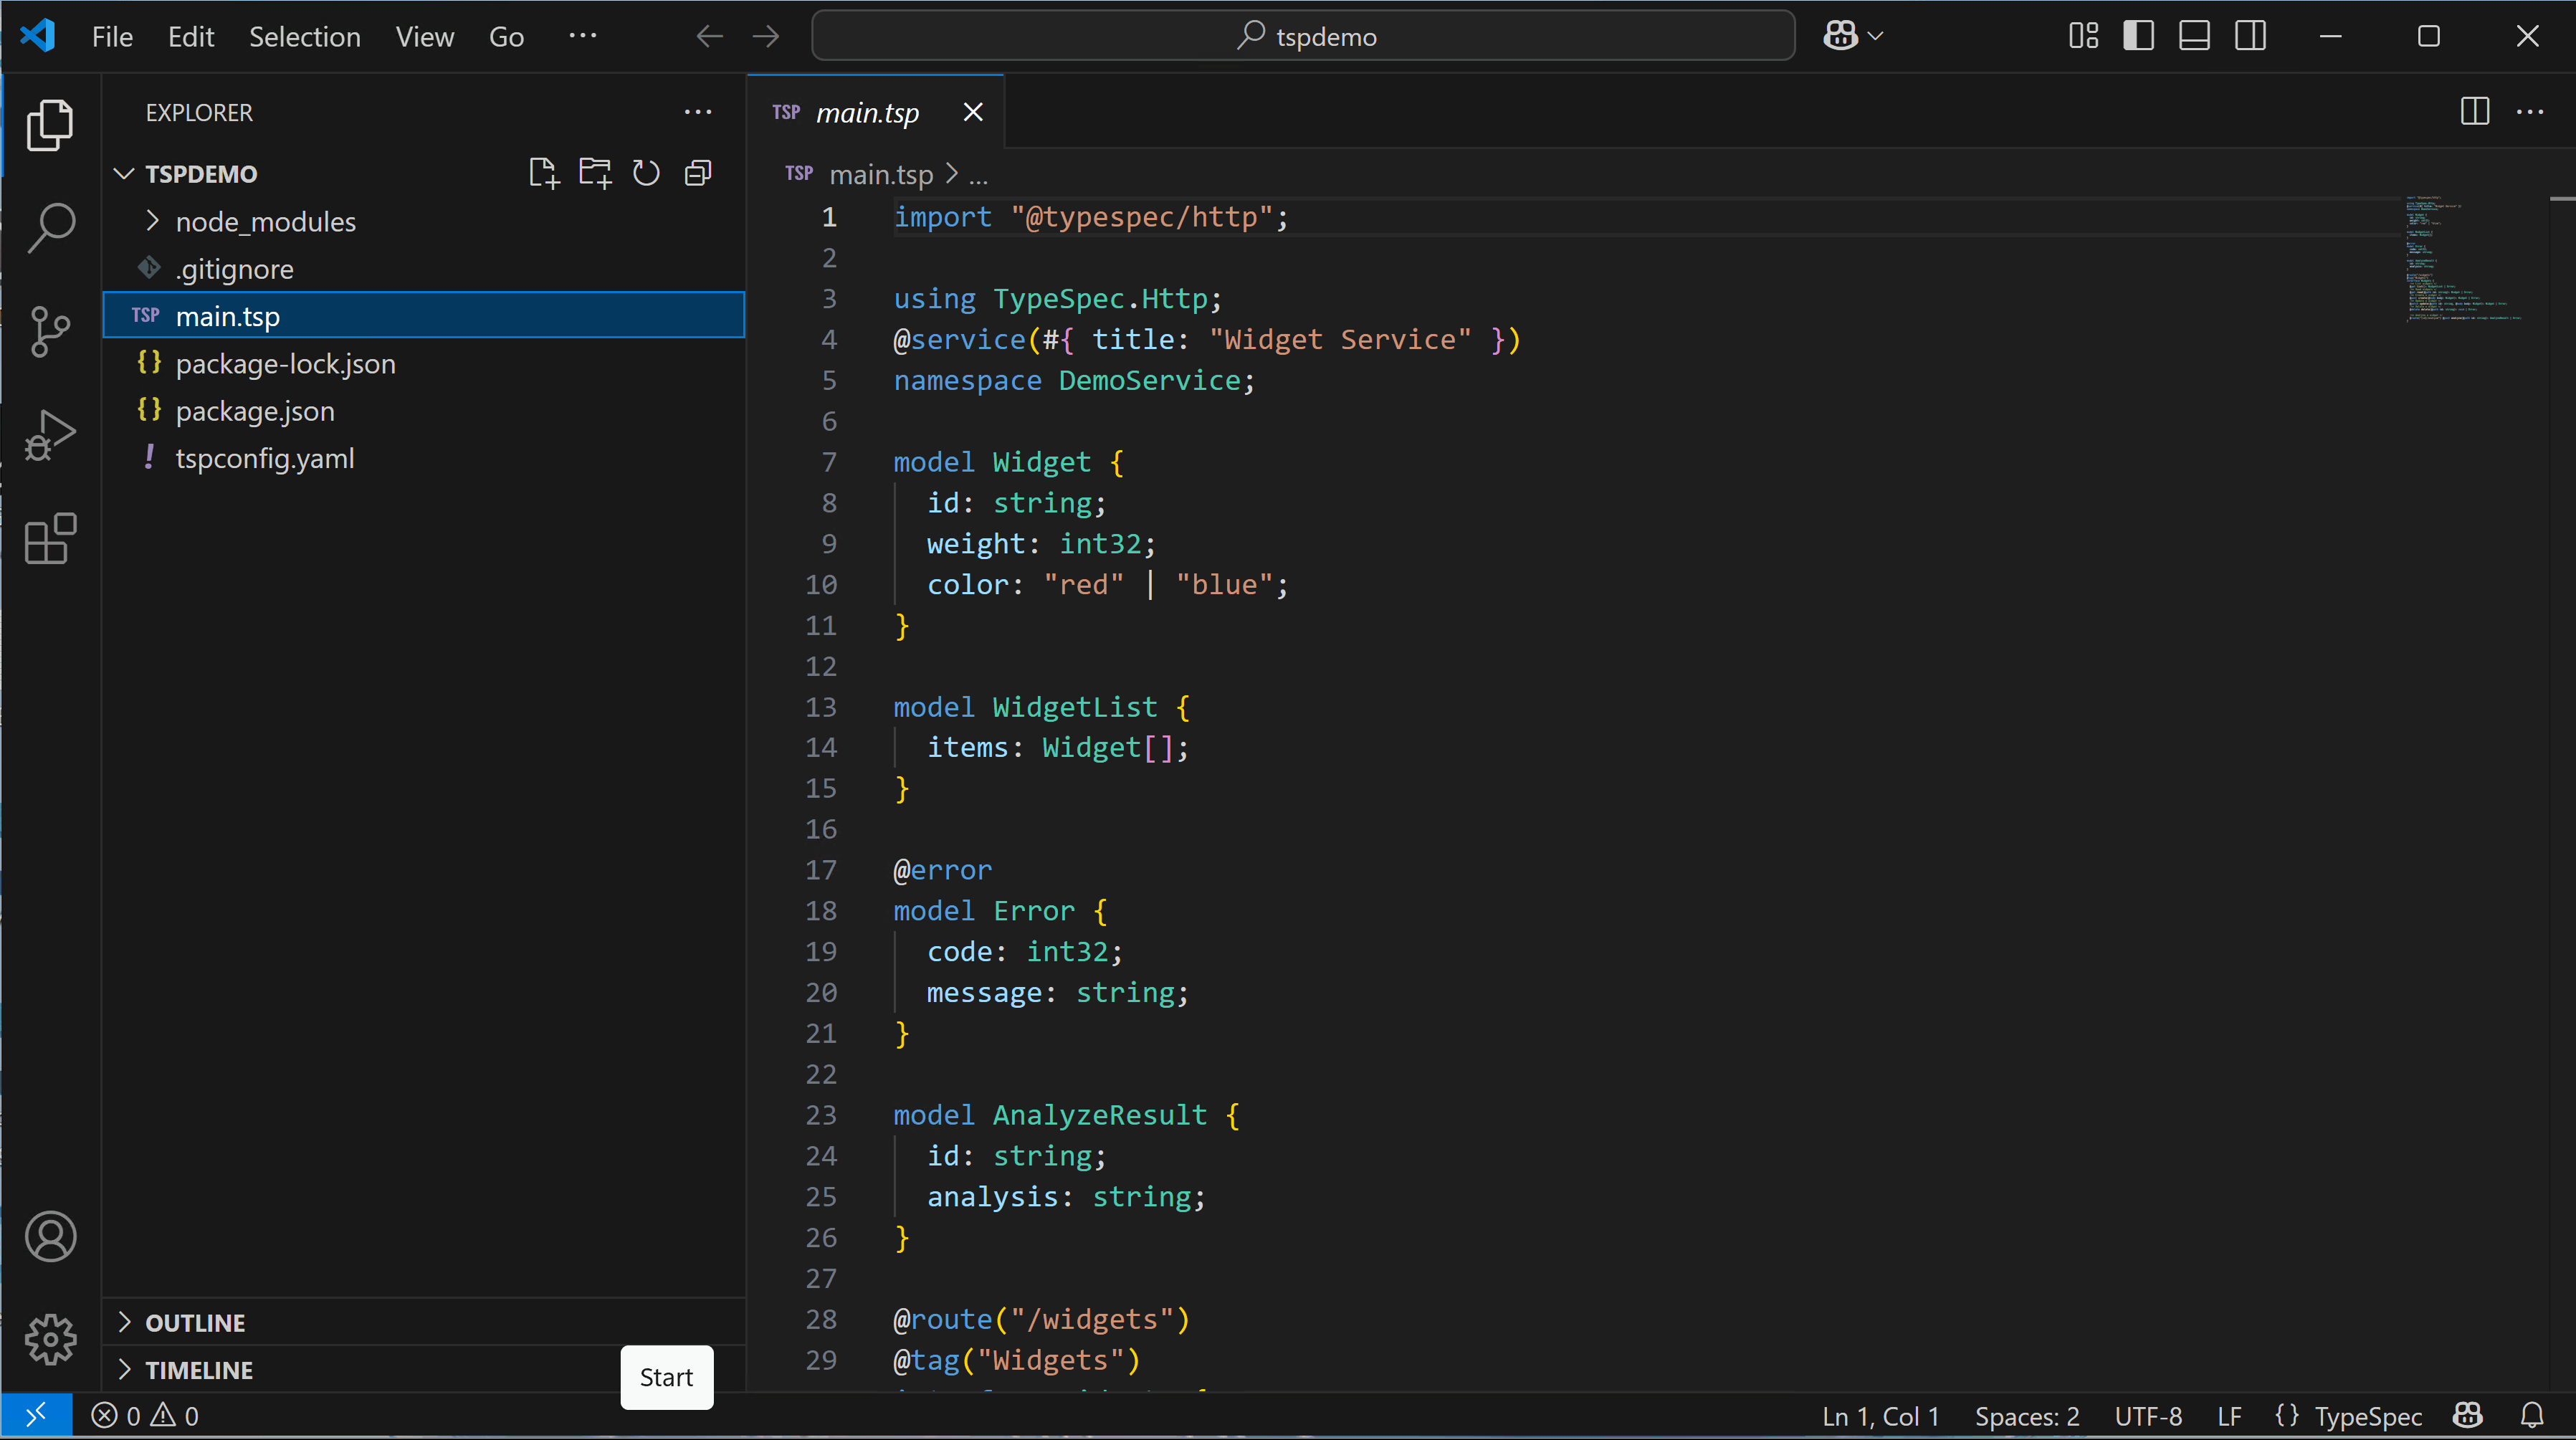 File Edit Selection View Go ... tspdemo
EXPLORER ...
TSPDEMO
node_modules
.gitignore
TSP main.tsp
{} package-lock.json
{} package.json
! tspconfig.yaml
OUTLINE
TIMELINE
Start
TSP main.tsp
TSP main.tsp > ...
1 import "@typespec/http";
2
3 using TypeSpec.Http;
4 @service(#{ title: "Widget Service" })
5 namespace DemoService;
6
7 model Widget {
8 id: string;
9 weight: int32;
10 color: "red" | "blue";
11 }
12
13 model WidgetList {
14 items: Widget[];
15 }
16
17 @error
18 model Error {
19 code: int32;
20 message: string;
21 }
22
23 model AnalyzeResult {
24 id: string;
25 analysis: string;
26 }
27
28 @route("/widgets")
29 @tag("Widgets")
0 0 Ln 1, Col 1 Spaces: 2 UTF-8 LF {} TypeSpec